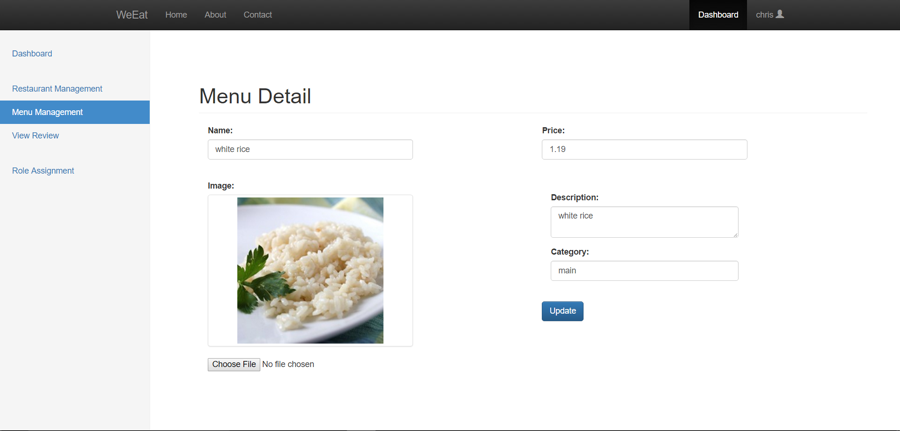 WeEat Home About Contact Dashboard chris
Dashboard
Restaurant Management
Menu Management
View Review
Role Assignment
Menu Detail
Name:
white rice
Price:
1.19
Image:
Choose File No file chosen
Description:
white rice
Category:
main
Update